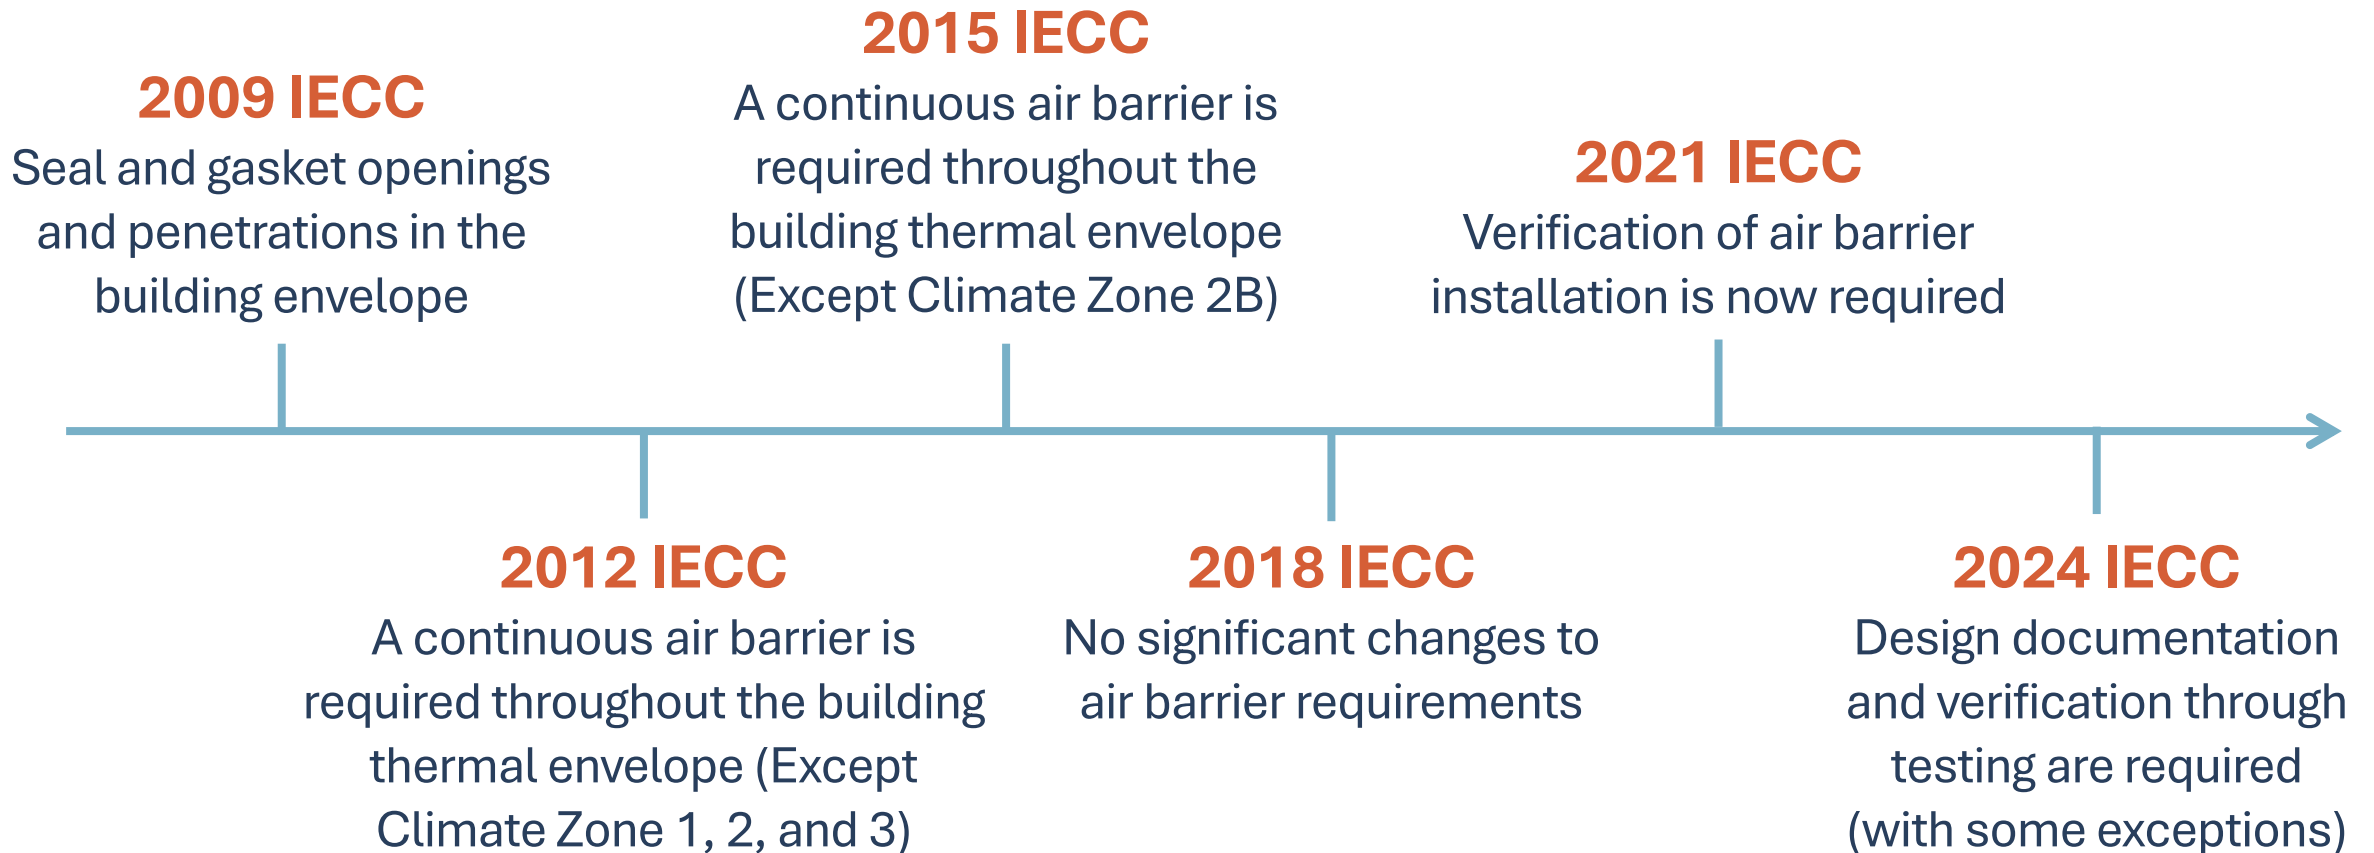 2009 IECC
Seal and gasket openings
and penetrations in the
building envelope
2012 IECC
A continuous air barrier is
required throughout the building
thermal envelope (Except
Climate Zone 1, 2, and 3)
2015 IECC
A continuous air barrier is
required throughout the
building thermal envelope
(Except Climate Zone 2B)
2018 IECC
No significant changes to
air barrier requirements
2021 IECC
Verification of air barrier
installation is now required
2024 IECC
Design documentation
and verification through
testing are required
(with some exceptions)